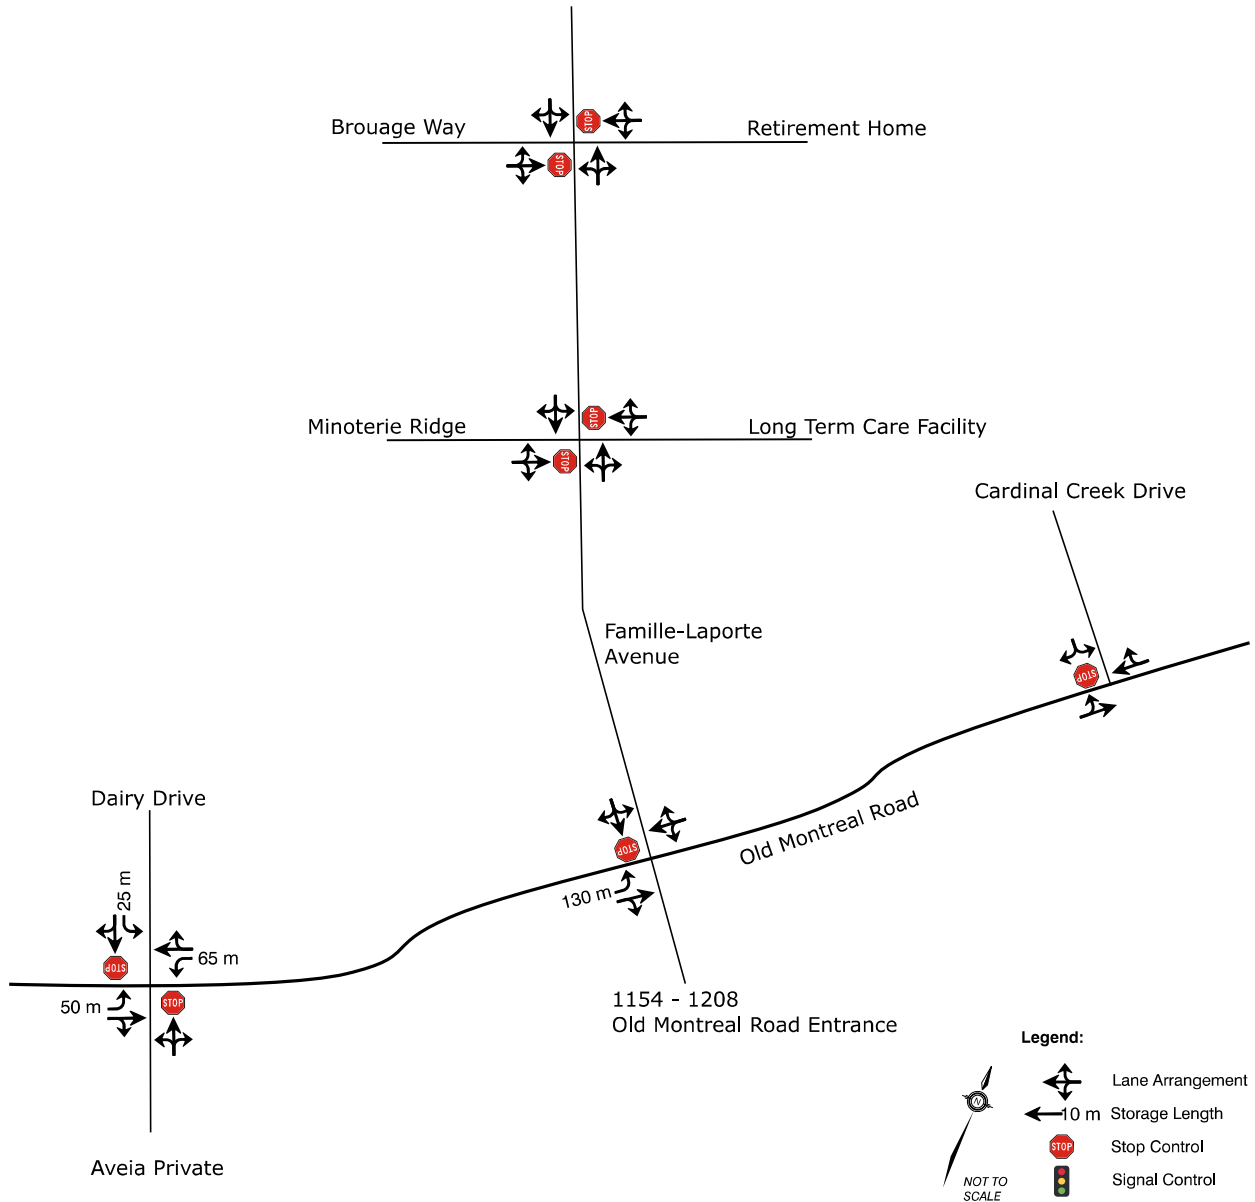 Brouage Way
Retirement Home
STOP
STOP
Minoterie Ridge
Long Term Care Facility
STOP
STOP
Cardinal Creek Drive
Famille-Laporte
Avenue
STOP
Dairy Drive
Old Montreal Road
STOP
130 m
25 m
65 m
STOP
50 m
STOP
1154 - 1208
Old Montreal Road Entrance
Aveia Private
Legend:
Lane Arrangement
10 m Storage Length
STOP Stop Control
Signal Control
N
NOT TO
SCALE